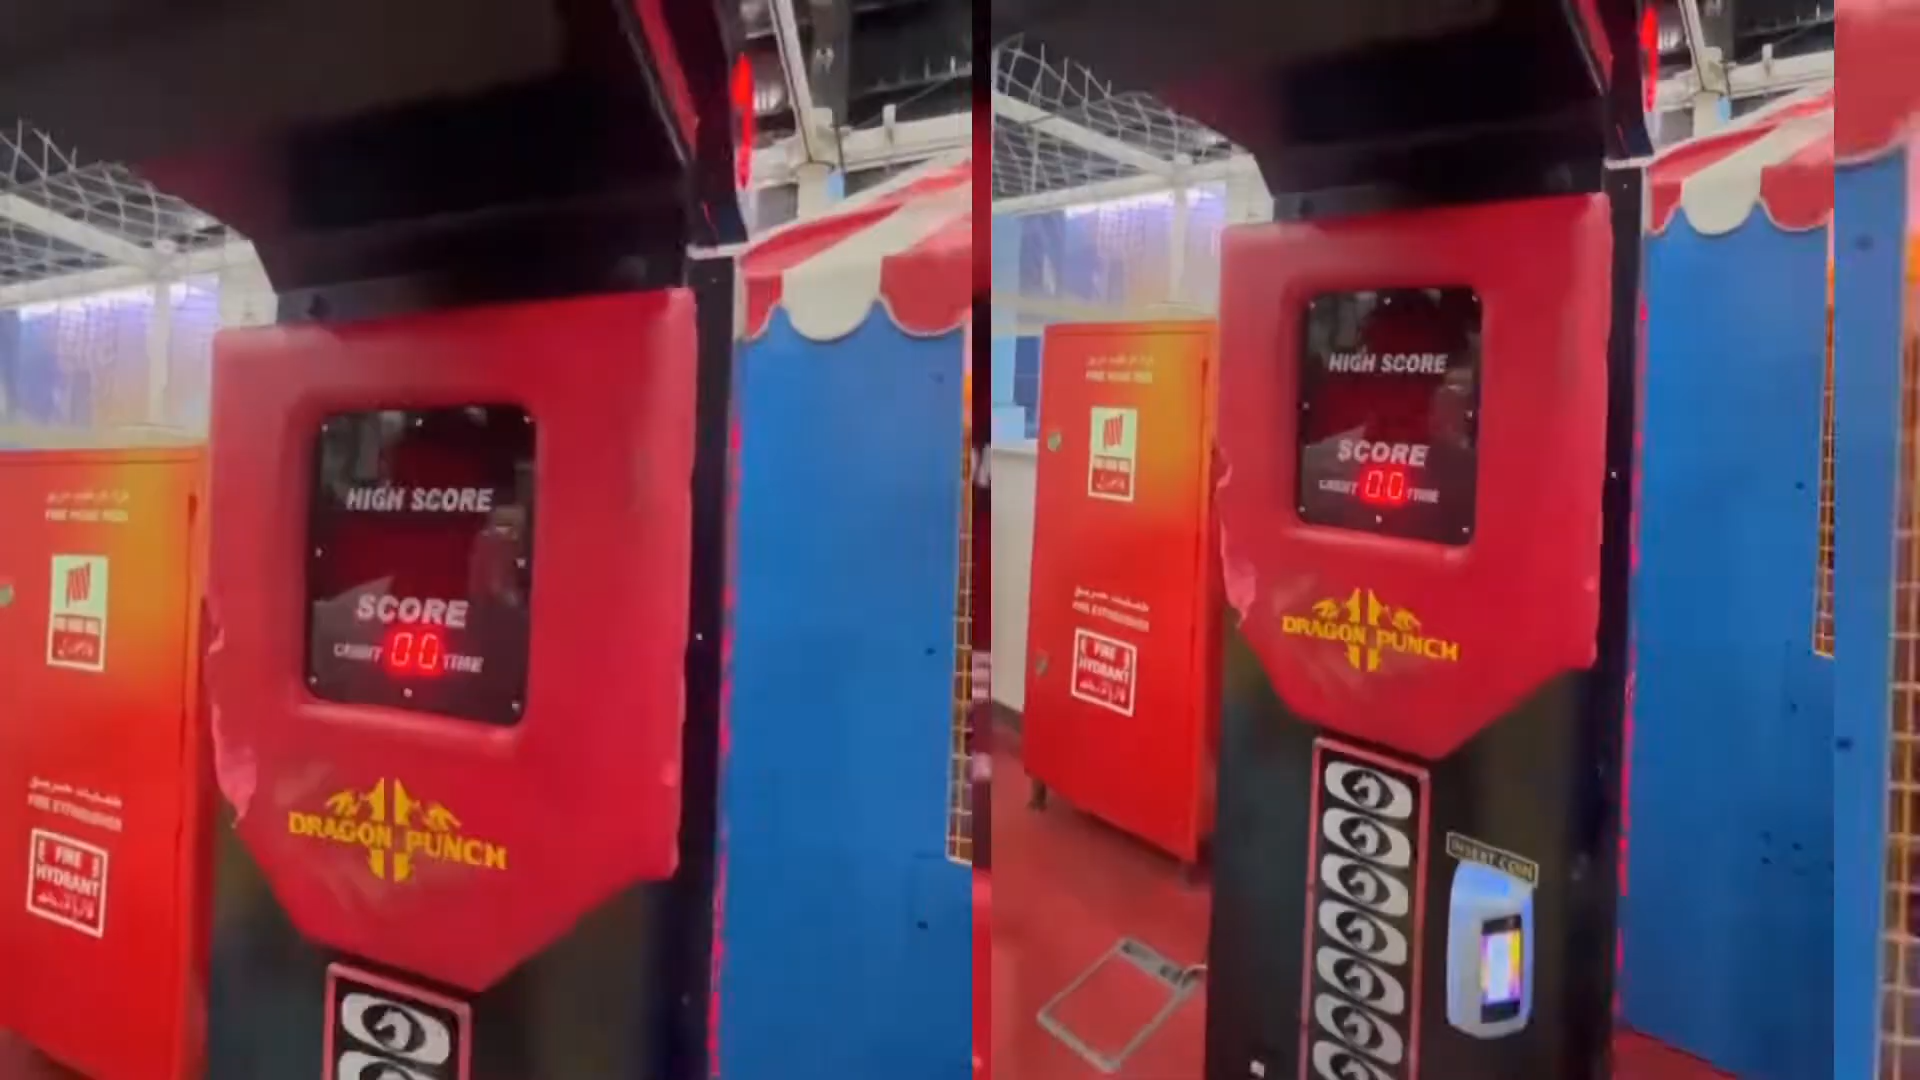 HIGH SCORE
SCORE
CREDIT 00 TIME
DRAGON PUNCH
FIRE HOSE REEL
FIRE EXTINGUISHER
FIRE
HYDRANT
HIGH SCORE
SCORE
CREDIT 00 TIME
DRAGON PUNCH
INSERT COIN
FIRE HOSE REEL
FIRE EXTINGUISHER
FIRE
HYDRANT